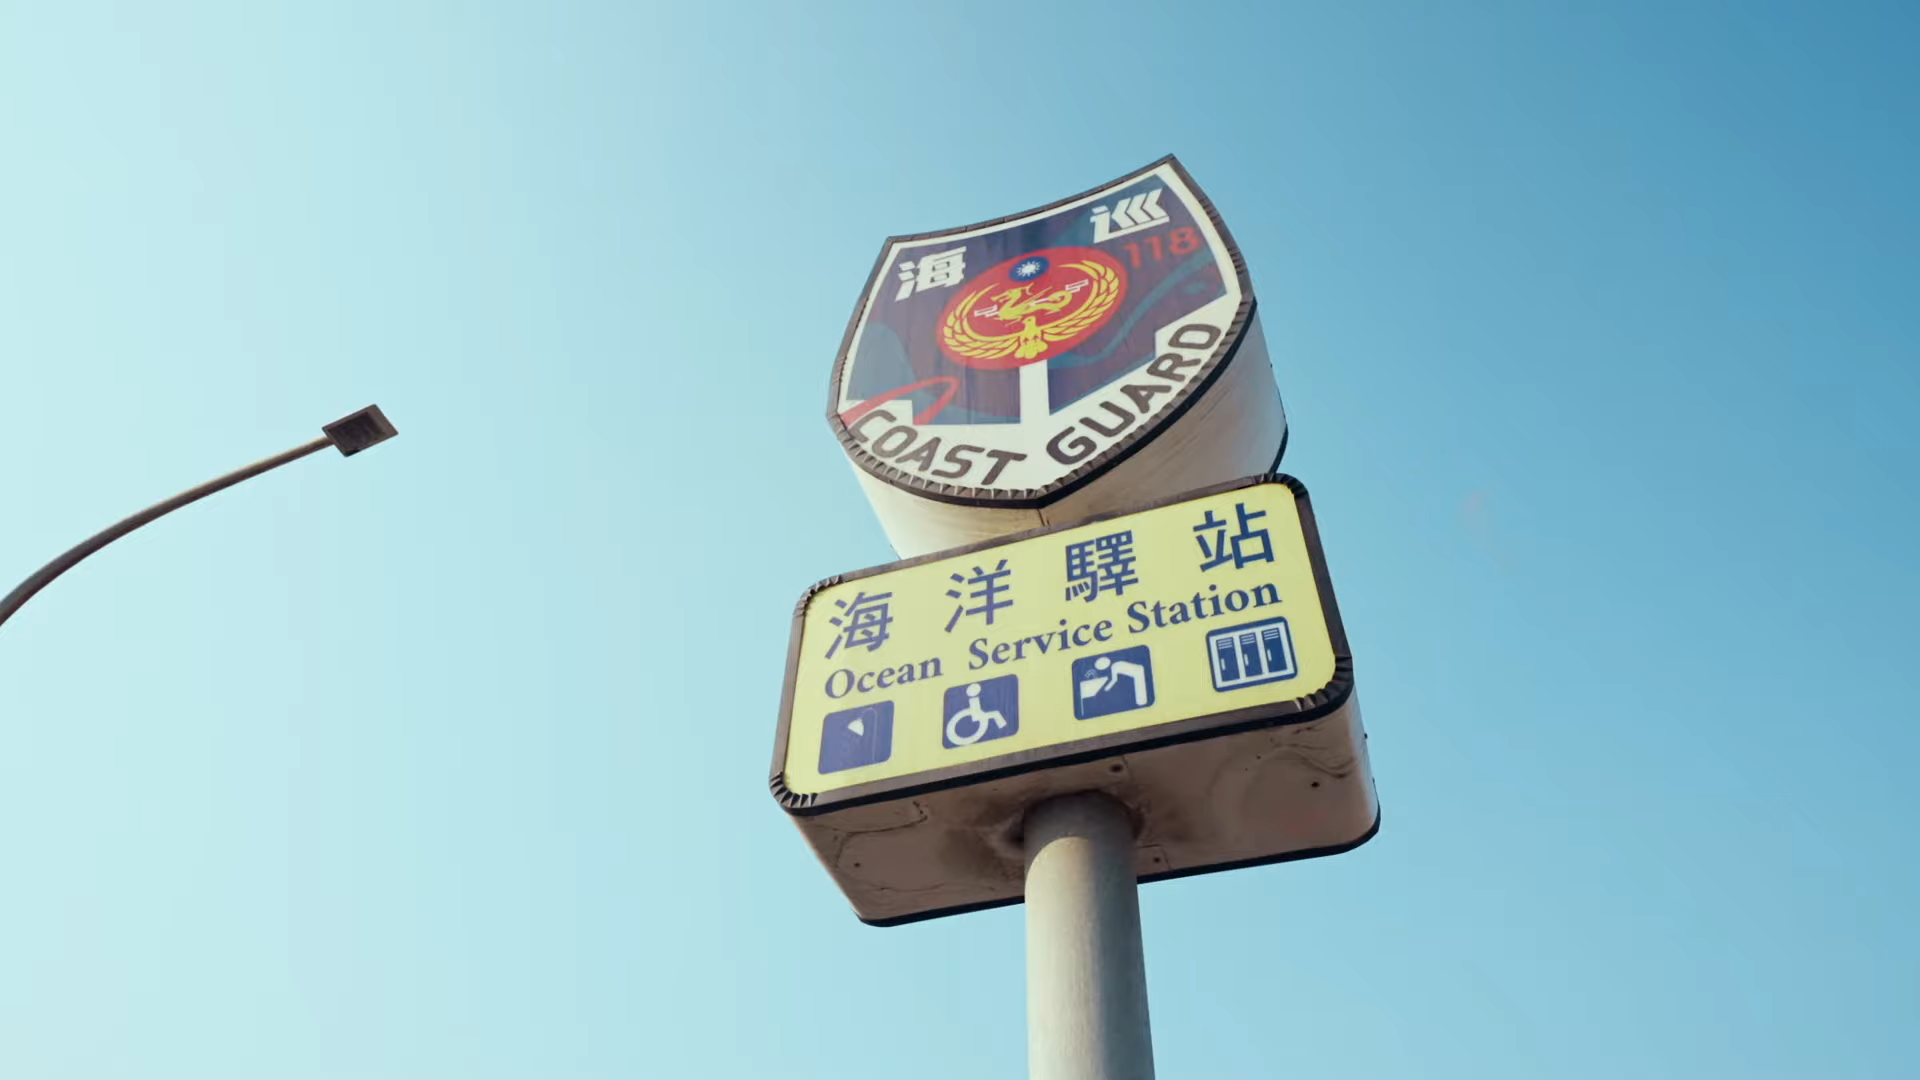 海 巡
118
COAST GUARD
海洋驛站
Ocean Service Station